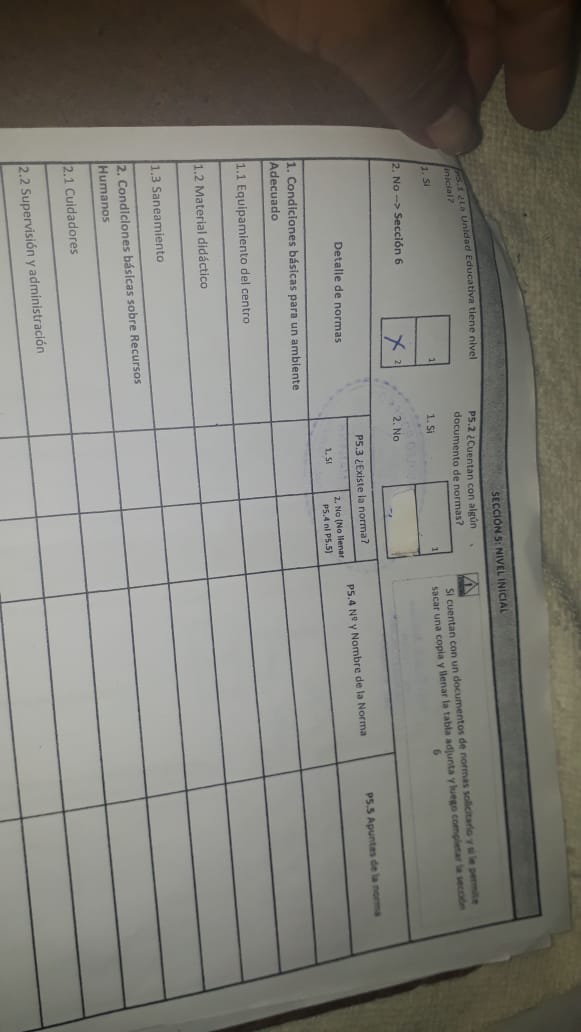 SECCIÓN 5: NIVEL INICIAL
P5.1 ¿La Unidad Educativa tiene nivel
inicial?
1. Si
1
2. No --> Sección 6
X 2
P5.2 ¿Cuentan con algún
documento de normas?
1. Si
1
2. No
Si cuentan con un documentos de normas solicitarlo y si le permite
sacar una copia y llenar la tabla adjunta y luego completar la sección
6
Detalle de normas
P5.3 ¿Existe la norma?
1. Sí
2. No (No llenar
P5.4 ni P5.5)
P5.4 Nº y Nombre de la Norma
P5.5 Apuntes de la norma
1. Condiciones básicas para un ambiente
Adecuado
1.1 Equipamiento del centro
1.2 Material didáctico
1.3 Saneamiento
2. Condiciones básicas sobre Recursos
Humanos
2.1 Cuidadores
2.2 Supervisión y administración